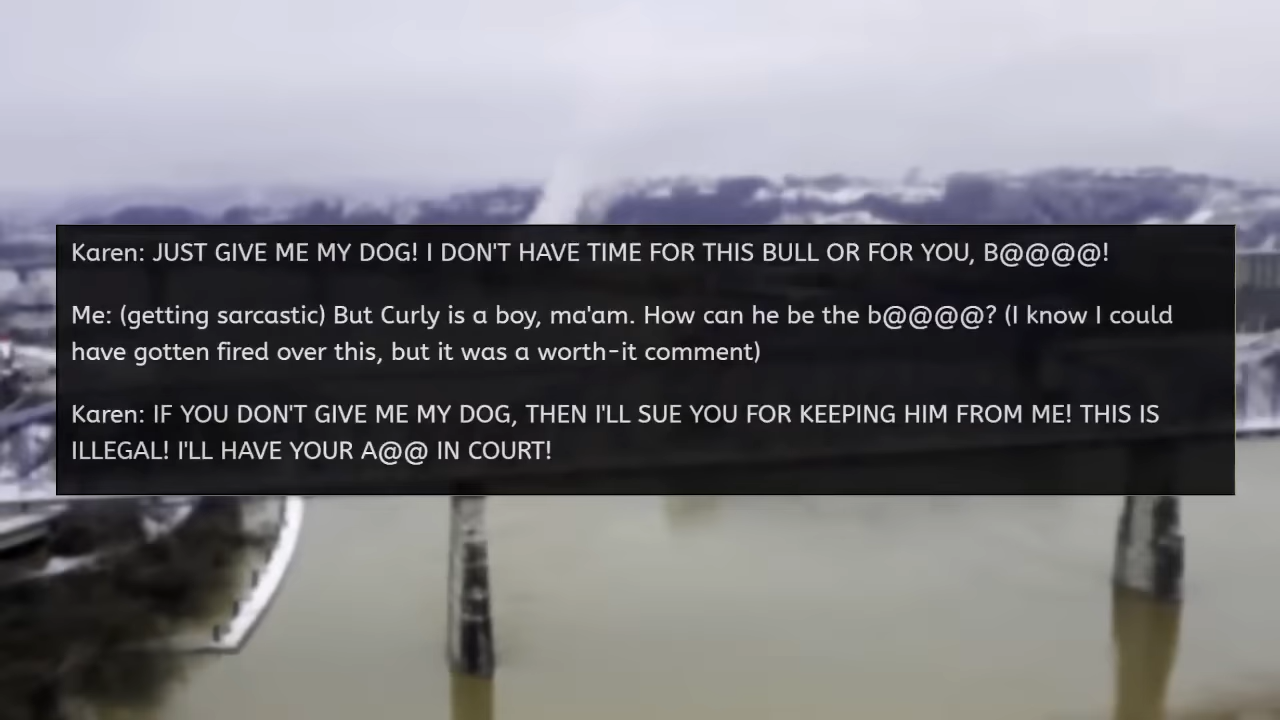 Karen: JUST GIVE ME MY DOG! I DON'T HAVE TIME FOR THIS BULL OR FOR YOU, B@@@@!
Me: (getting sarcastic) But Curly is a boy, ma'am. How can he be the b@@@@? (I know I could
have gotten fired over this, but it was a worth-it comment)
Karen: IF YOU DON'T GIVE ME MY DOG, THEN I'LL SUE YOU FOR KEEPING HIM FROM ME! THIS IS
ILLEGAL! I'LL HAVE YOUR A@@ IN COURT!